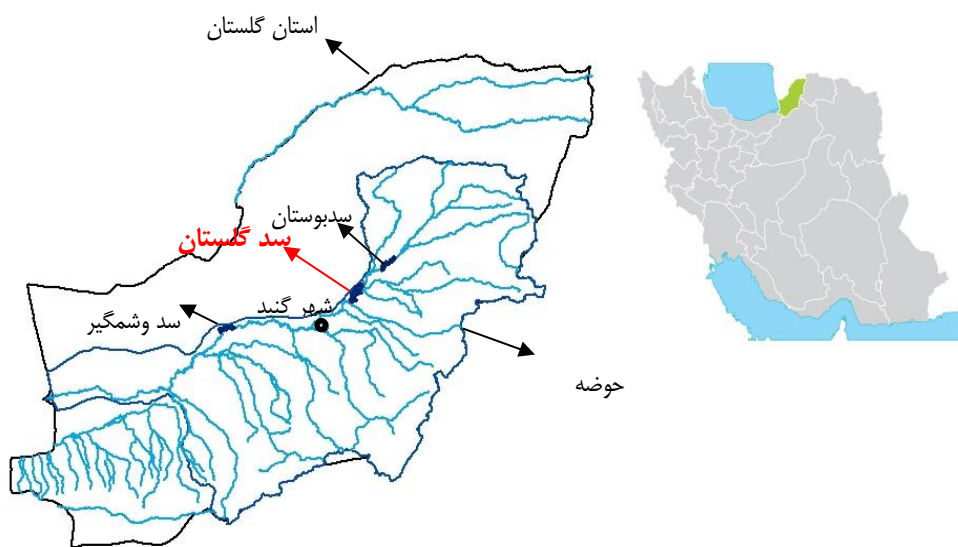 استان گلستان
سدبوستان
سد گلستان
شهر گنبد
سد وشمگیر
حوضه